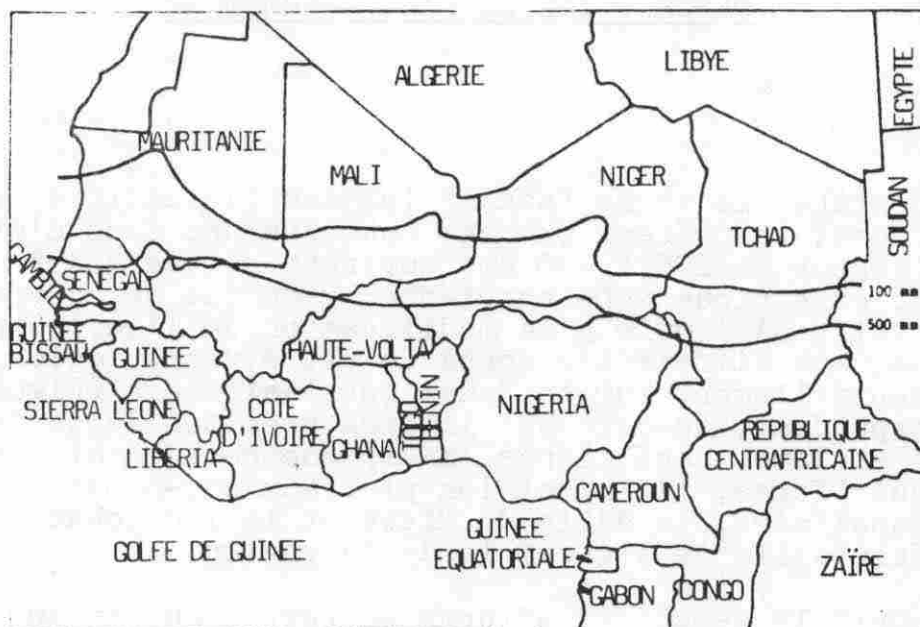 ALGERIE
LIBYE
EGYPTE
MAURITANIE
MALI
NIGER
TCHAD
SOUDAN
GAMBIE
SENEGAL
100 mm
500 mm
GUINEE
BISSAU
GUINEE
HAUTE-VOLTA
BENIN
NIGERIA
SIERRA LEONE
COTE
D'IVOIRE
GHANA
LIBERIA
REPUBLIQUE
CENTRAFRICAINE
CAMEROUN
GOLFE DE GUINEE
GUINEE
EQUATORIALE
GABON
CONGO
ZAÏRE